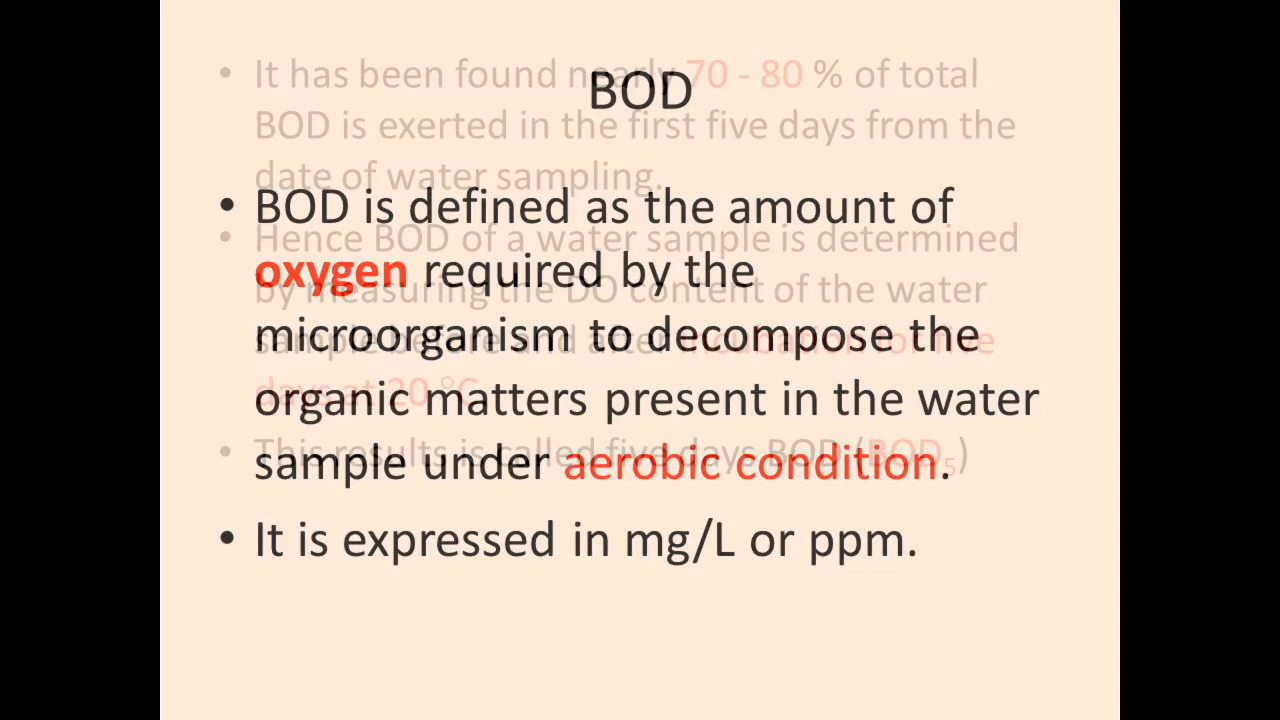 BOD
• BOD is defined as the amount of
oxygen required by the
microorganism to decompose the
organic matters present in the water
sample under aerobic condition.
• It is expressed in mg/L or ppm.
• It has been found nearly 70 - 80 % of total
BOD is exerted in the first five days from the
date of water sampling.
• Hence BOD of a water sample is determined
by measuring the DO content of the water
sample before and after incubation for five
days at 20 °C.
• This results is called five days BOD (BOD₅)